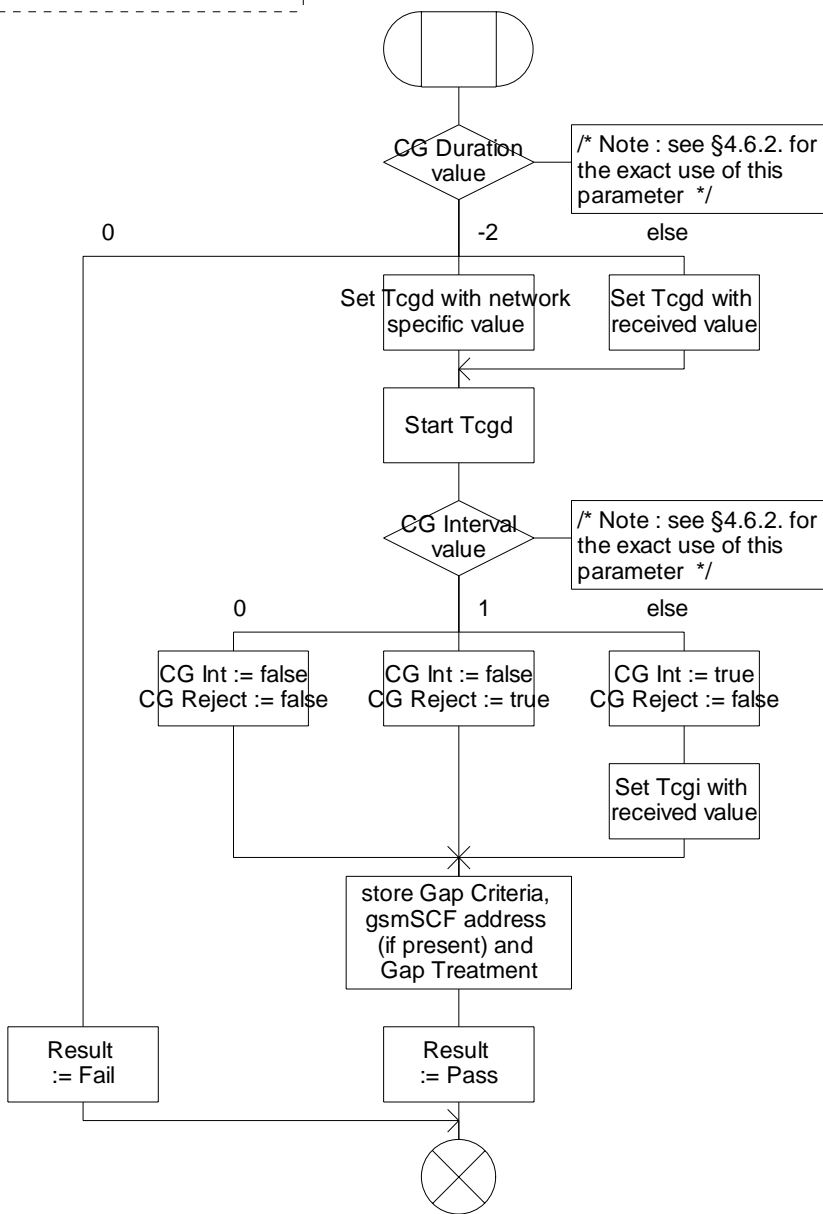 CG Duration
value
/* Note : see §4.6.2. for
the exact use of this
parameter */
0
-2
else
Set Tcgd with network
specific value
Set Tcgd with
received value
Start Tcgd
CG Interval
value
/* Note : see §4.6.2. for
the exact use of this
parameter */
0
1
else
CG Int := false
CG Reject := false
CG Int := false
CG Reject := true
CG Int := true
CG Reject := false
Set Tcgi with
received value
store Gap Criteria,
gsmSCF address
(if present) and
Gap Treatment
Result
:= Fail
Result
:= Pass